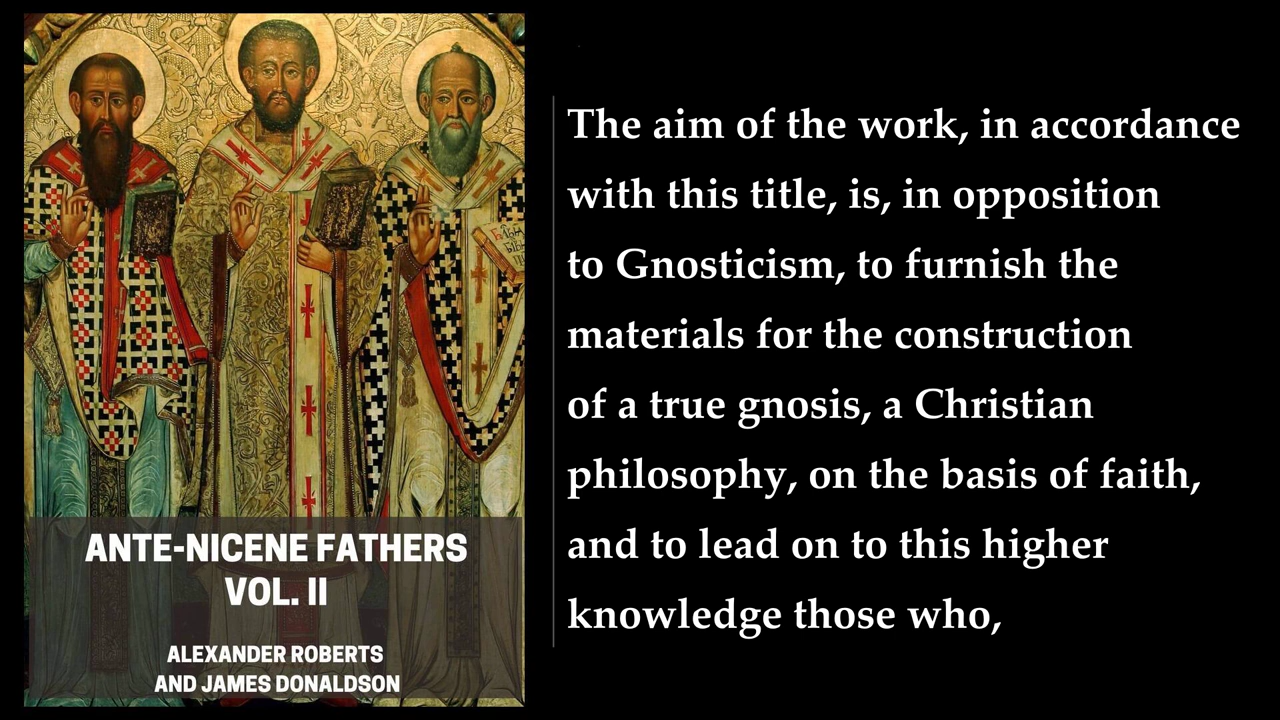 ANTE-NICENE FATHERS
VOL. II
ALEXANDER ROBERTS
AND JAMES DONALDSON
The aim of the work, in accordance
with this title, is, in opposition
to Gnosticism, to furnish the
materials for the construction
of a true gnosis, a Christian
philosophy, on the basis of faith,
and to lead on to this higher
knowledge those who,